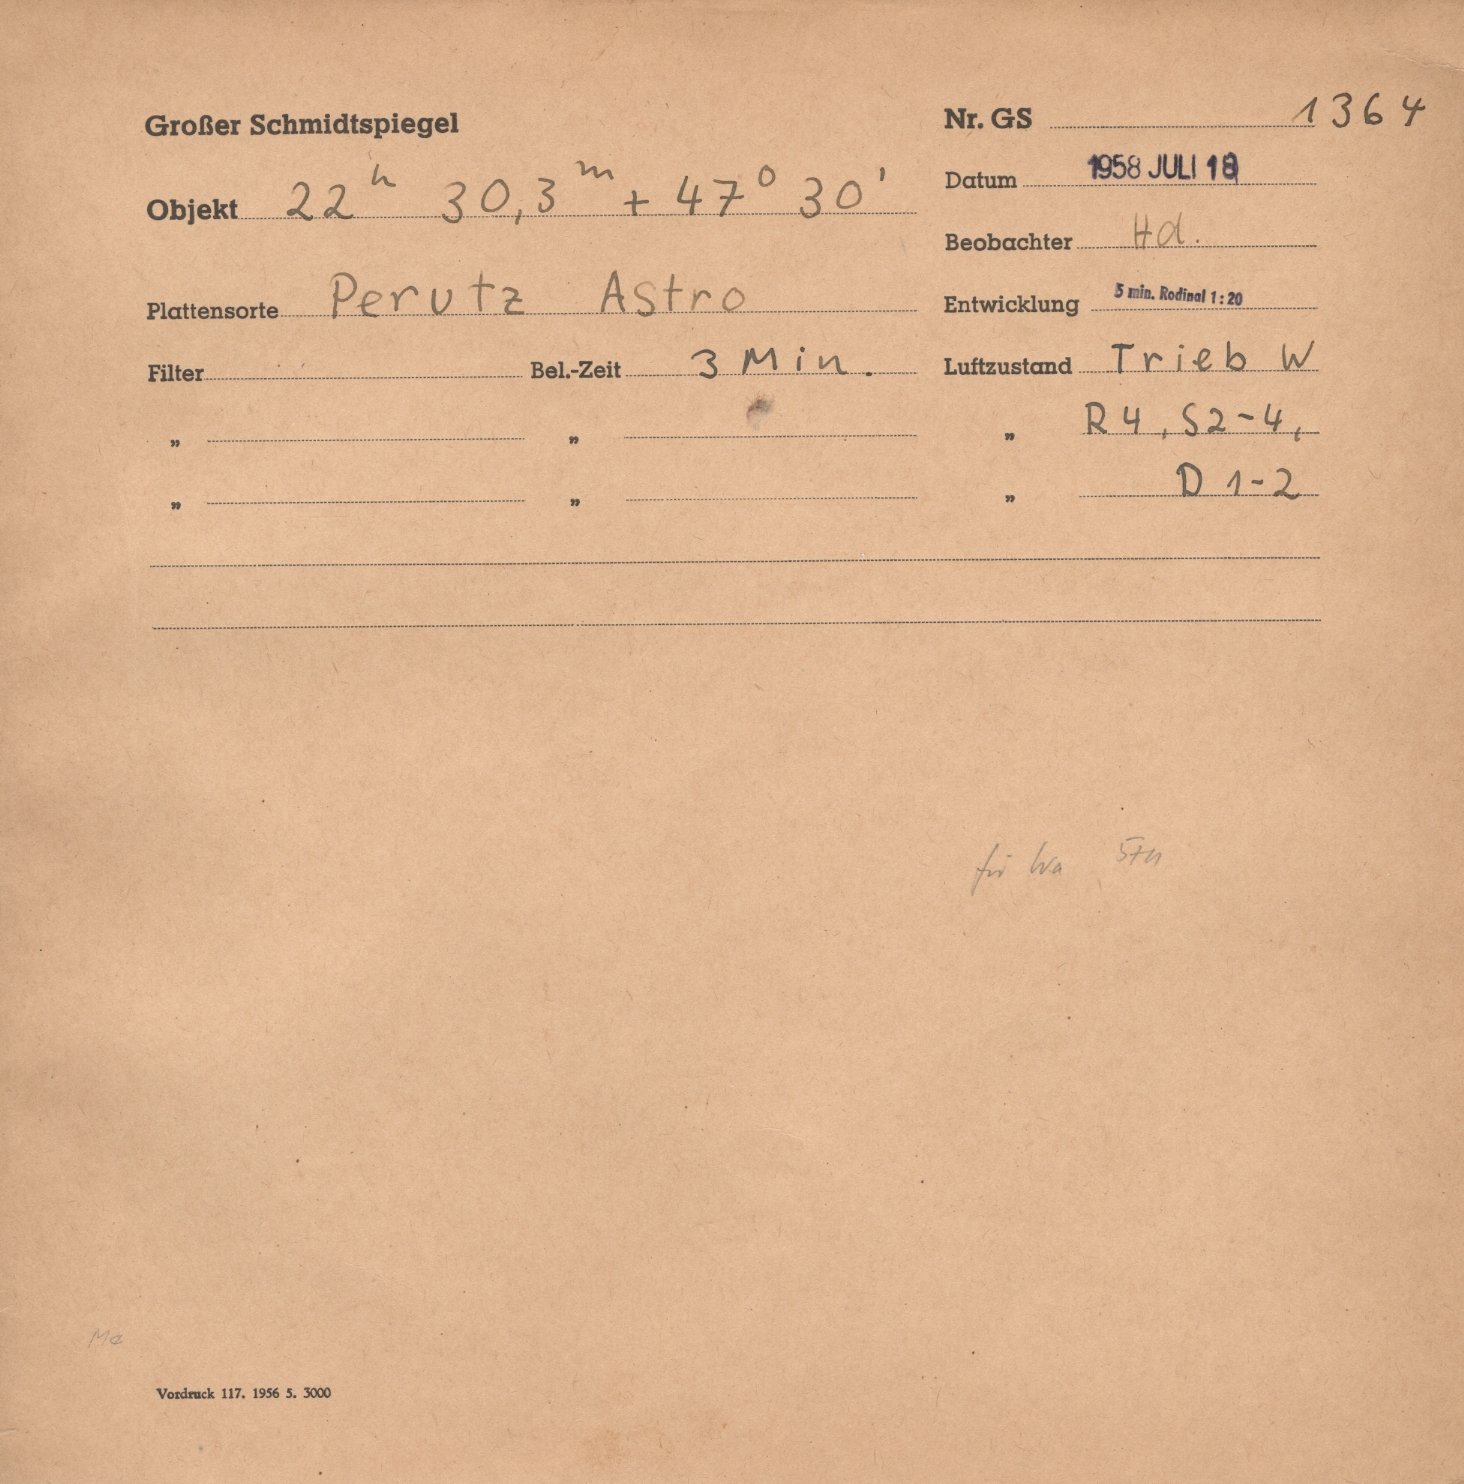 Großer Schmidtspiegel
Nr. GS 1364
Objekt 22ʰ 30,3ᵐ + 47° 30'
Datum 1958 JULI 18
Beobachter Hd.
Plattensorte Perutz Astro
Entwicklung 5 min. Rodinal 1:20
Filter Bel.-Zeit 3 Min. Luftzustand Trieb W
„ „ „ R4, S2-4,
„ „ „ D 1-2
für Wa
Vordruck 117. 1956 5. 3000